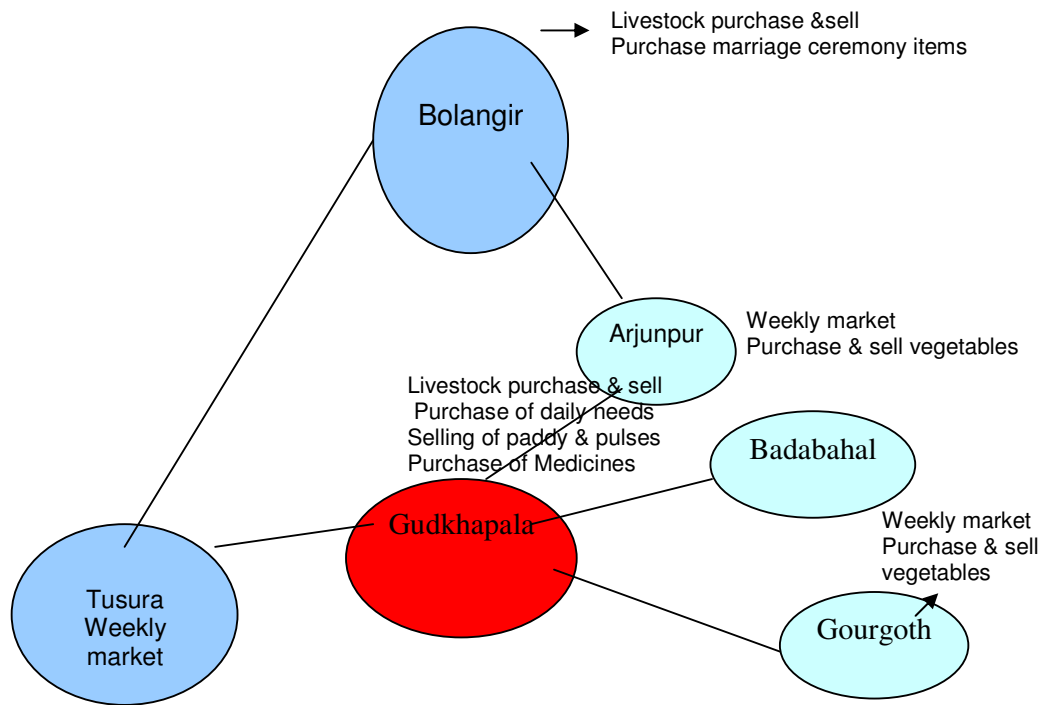 Livestock purchase &sell
Purchase marriage ceremony items
Bolangir
Arjunpur
Weekly market
Purchase & sell vegetables
Livestock purchase & sell
Purchase of daily needs
Selling of paddy & pulses
Purchase of Medicines
Badabahal
Gudkhapala
Weekly market
Purchase & sell
vegetables
Tusura
Weekly
market
Gourgoth